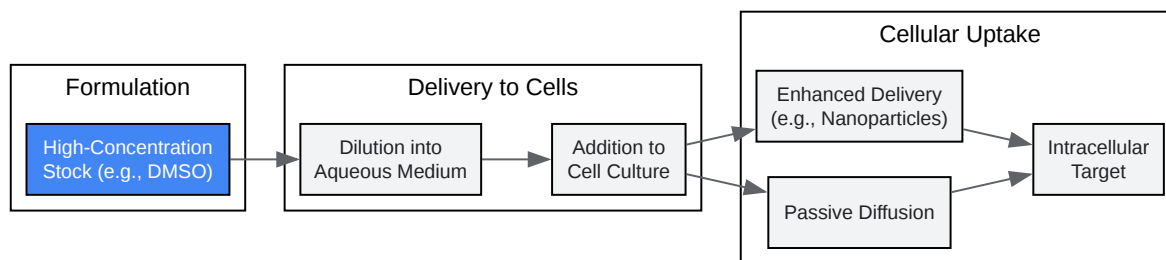 Formulation
High-Concentration
Stock (e.g., DMSO)
Delivery to Cells
Dilution into
Aqueous Medium
Addition to
Cell Culture
Cellular Uptake
Enhanced Delivery
(e.g., Nanoparticles)
Passive Diffusion
Intracellular
Target